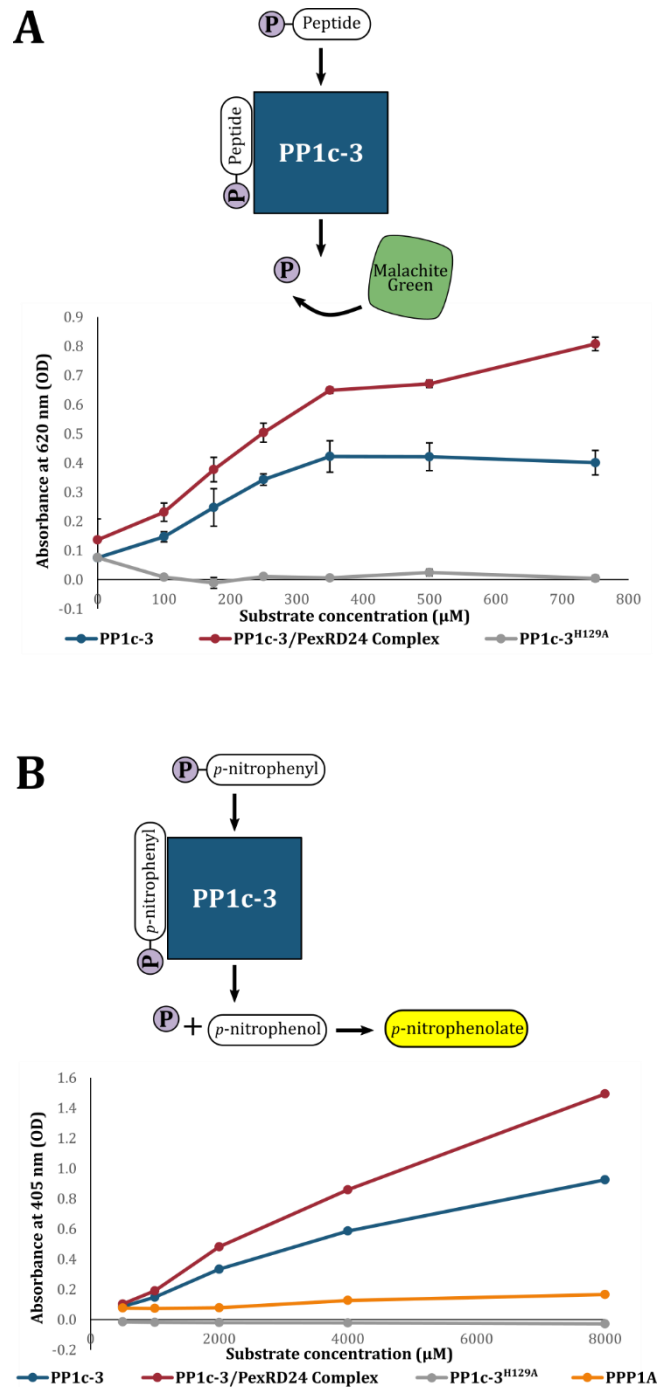 A
P
Peptide
Peptide
P
PP1c-3
P
Malachite
Green
Absorbance at 620 nm (OD)
0.9
0.8
0.7
0.6
0.5
0.4
0.3
0.2
0.1
0.0
-0.1
0 100 200 300 400 500 600 700 800
Substrate concentration (μM)
PP1c-3 PP1c-3/PexRD24 Complex PP1c-3ᴴ¹²⁹ᴬ
B
P
p-nitrophenyl
p-nitrophenyl
P
PP1c-3
P + p-nitrophenol p-nitrophenolate
Absorbance at 405 nm (OD)
1.6
1.4
1.2
1.0
0.8
0.6
0.4
0.2
0.0
-0.2
0 2000 4000 6000 8000
Substrate concentration (μM)
PP1c-3 PP1c-3/PexRD24 Complex PP1c-3ᴴ¹²⁹ᴬ PPP1A